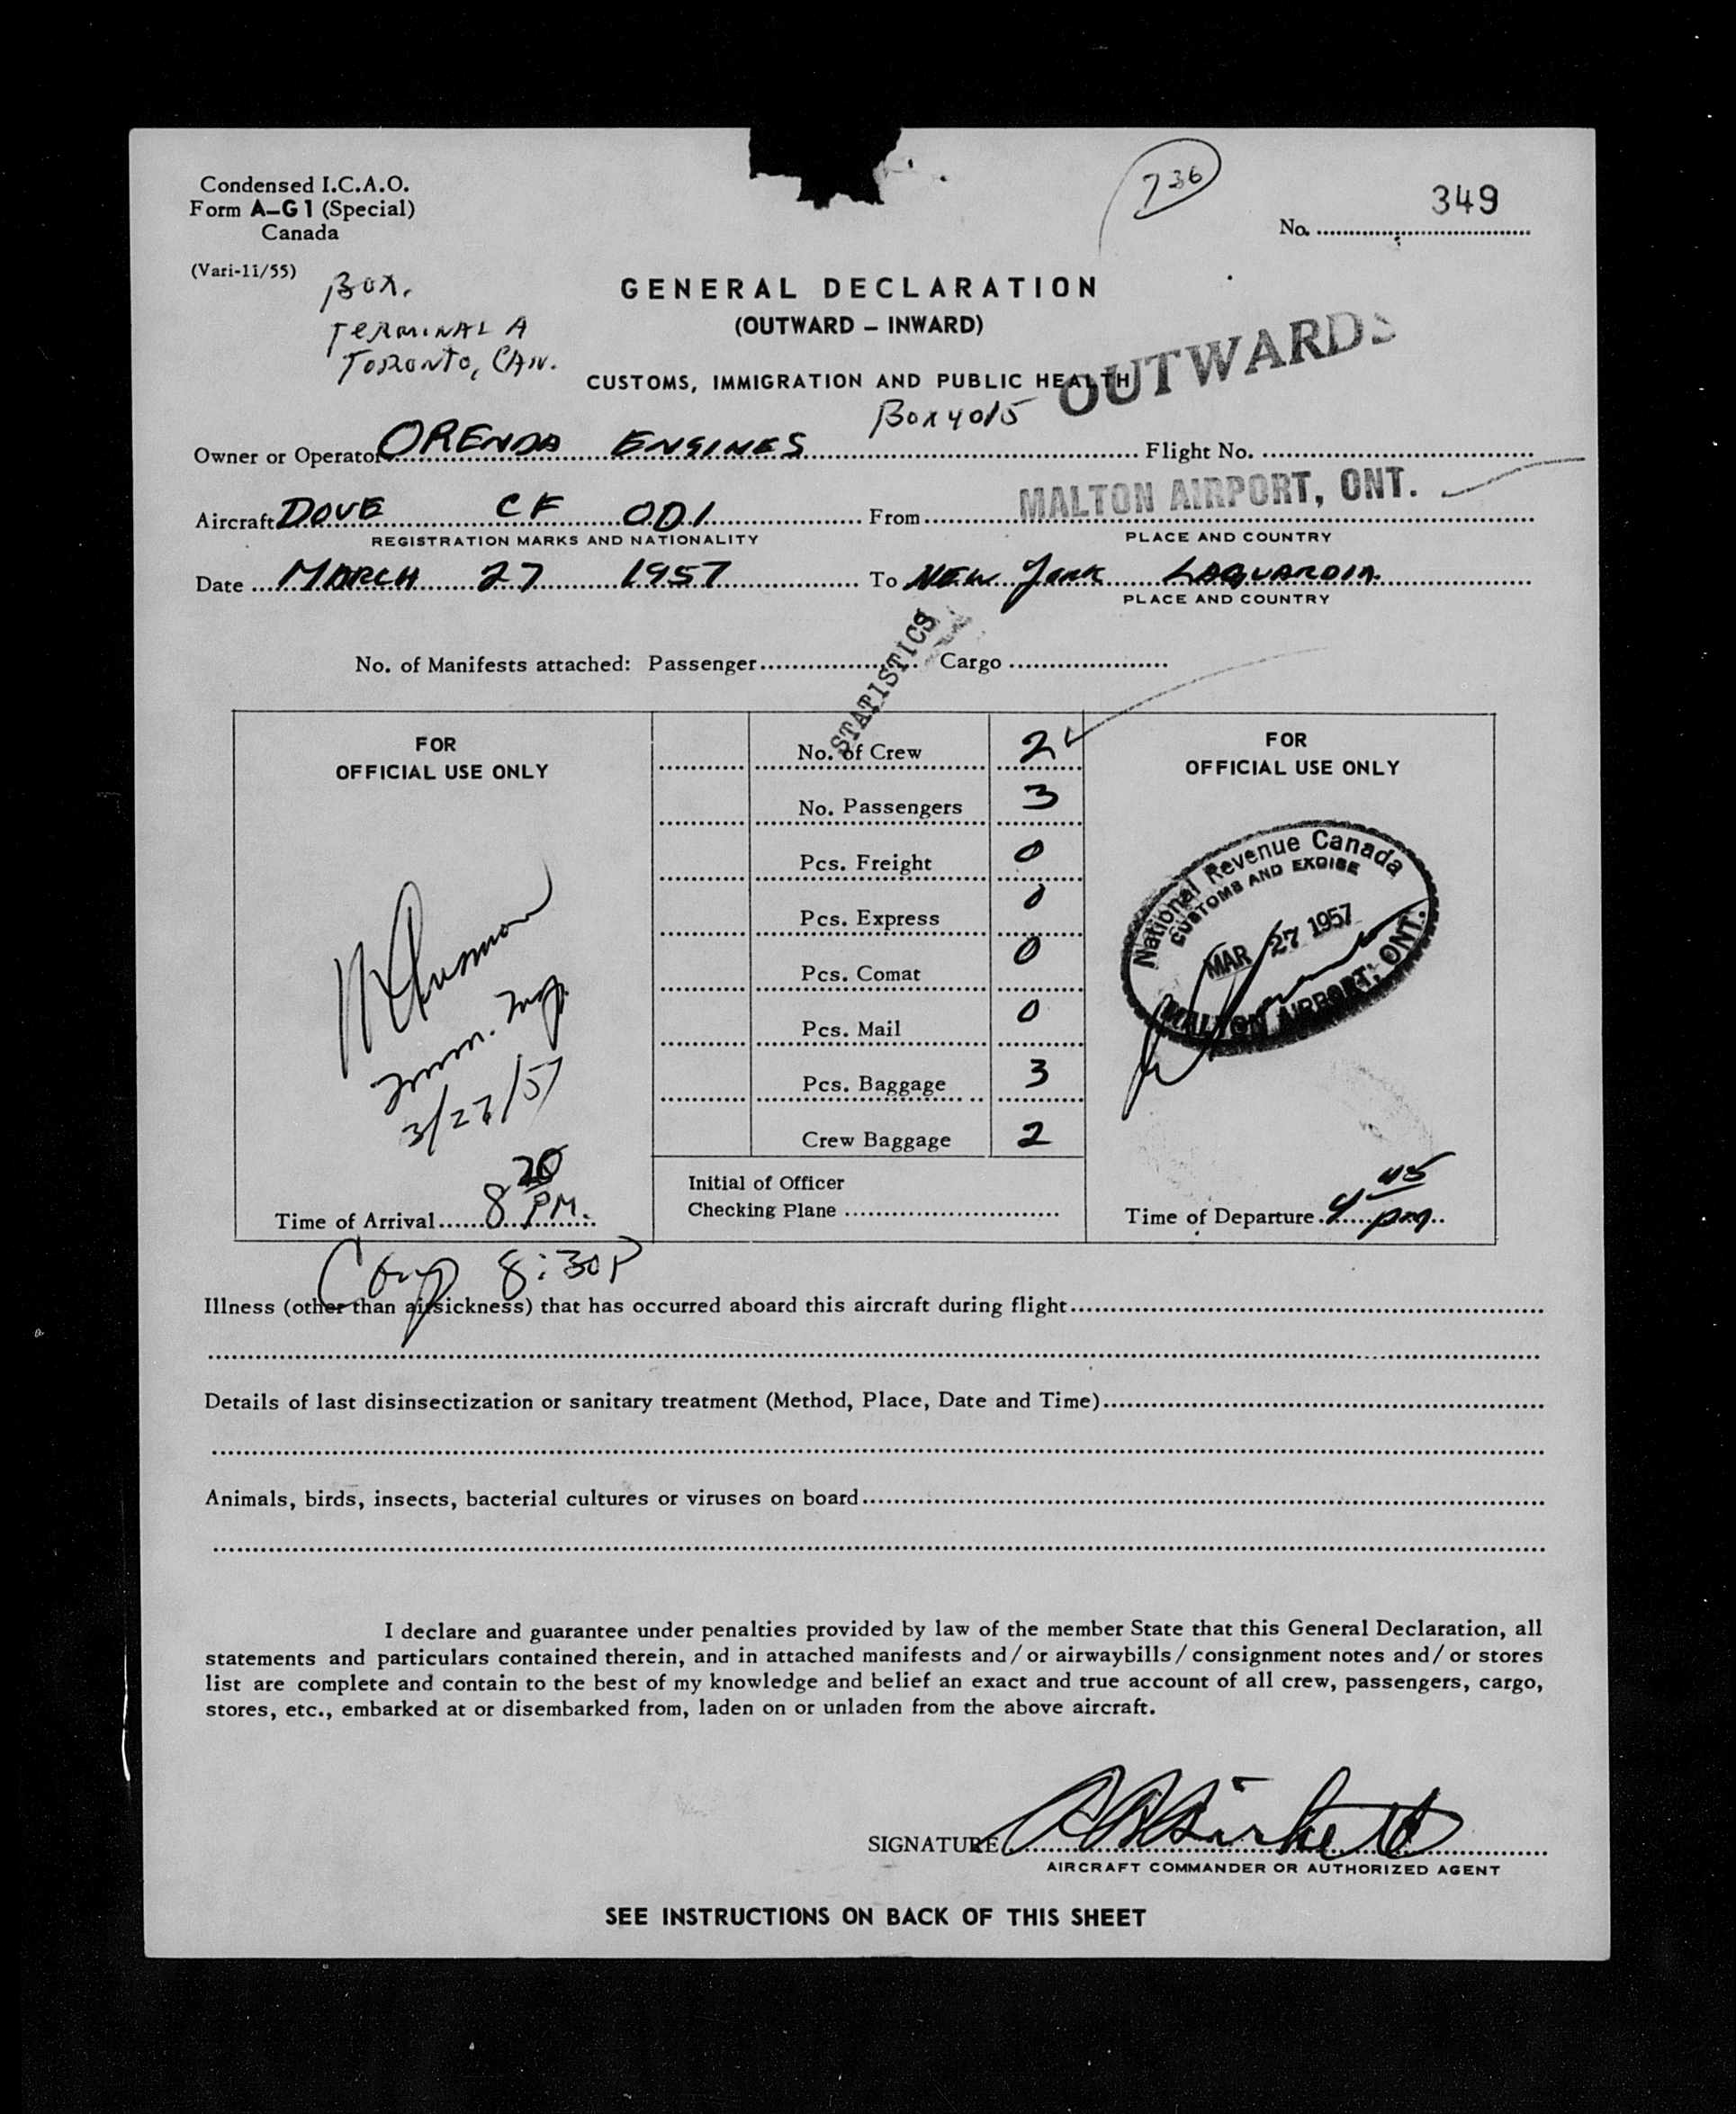 Condensed I.C.A.O.
Form A-G1 (Special)
Canada
(Vari-11/55)
736
349
No.
Box.
TERMINAL A
TORONTO, CAN.
GENERAL DECLARATION
(OUTWARD – INWARD)
OUTWARDS
CUSTOMS, IMMIGRATION AND PUBLIC HEALTH
Box 4015
Owner or Operator ORENDA ENGINES Flight No.
Aircraft DOVE CF ODI From MALTON AIRPORT, ONT.
REGISTRATION MARKS AND NATIONALITY PLACE AND COUNTRY
Date MARCH 27 1957 To NEW York LAGUARDIA
PLACE AND COUNTRY
STATISTICS
No. of Manifests attached: Passenger Cargo
FOR
OFFICIAL USE ONLY
3/27/57
Time of Arrival 8 20 PM.
No. of Crew 2
No. Passengers 3
Pcs. Freight 0
Pcs. Express 0
Pcs. Comat 0
Pcs. Mail 0
Pcs. Baggage 3
Crew Baggage 2
Initial of Officer
Checking Plane
FOR
OFFICIAL USE ONLY
National Revenue Canada
CUSTOMS AND EXCISE
MAR 27 1957
MALTON AIRPORT, ONT.
Time of Departure 4 45 pm
8:30P
Illness (other than airsickness) that has occurred aboard this aircraft during flight
Details of last disinsectization or sanitary treatment (Method, Place, Date and Time)
Animals, birds, insects, bacterial cultures or viruses on board
I declare and guarantee under penalties provided by law of the member State that this General Declaration, all
statements and particulars contained therein, and in attached manifests and/or airwaybills/consignment notes and/or stores
list are complete and contain to the best of my knowledge and belief an exact and true account of all crew, passengers, cargo,
stores, etc., embarked at or disembarked from, laden on or unladen from the above aircraft.
SIGNATURE
AIRCRAFT COMMANDER OR AUTHORIZED AGENT
SEE INSTRUCTIONS ON BACK OF THIS SHEET